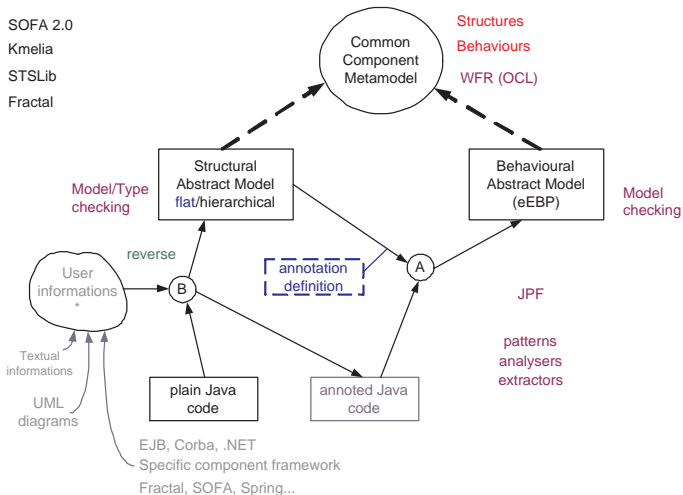 SOFA 2.0
Kmelia
STSLib
Fractal
Common
Component
Metamodel
Structures
Behaviours
WFR (OCL)
Structural
Abstract Model
flat/hierarchical
Behavioural
Abstract Model
(eEBP)
Model/Type
checking
Model
checking
reverse
User
informations
*
B
annotation
definition
A
JPF
patterns
analysers
extractors
Textual
informations
UML
diagrams
plain Java
code
annoted Java
code
EJB, Corba, .NET
Specific component framework
Fractal, SOFA, Spring...